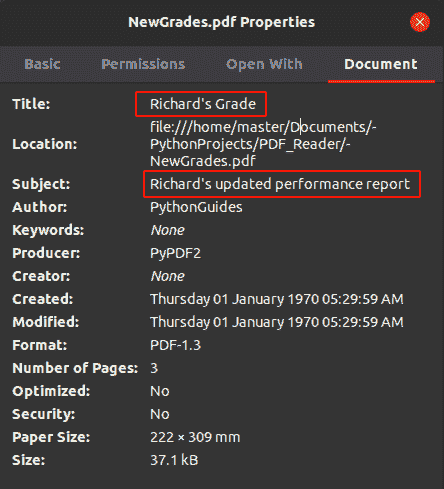 NewGrades.pdf Properties
Basic Permissions Open With Document
Title: Richard's Grade
file:///home/master/Documents/-
Location: PythonProjects/PDF_Reader/-
NewGrades.pdf
Subject: Richard's updated performance report
Author: PythonGuides
Keywords: None
Producer: PyPDF2
Creator: None
Created: Thursday 01 January 1970 05:29:59 AM
Modified: Thursday 01 January 1970 05:29:59 AM
Format: PDF-1.3
Number of Pages: 3
Optimized: No
Security: No
Paper Size: 222 × 309 mm
Size: 37.1 kB